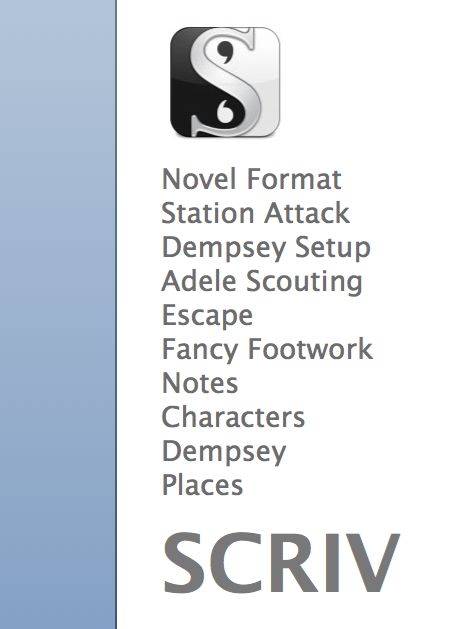 Novel Format
Station Attack
Dempsey Setup
Adele Scouting
Escape
Fancy Footwork
Notes
Characters
Dempsey
Places
SCRIV